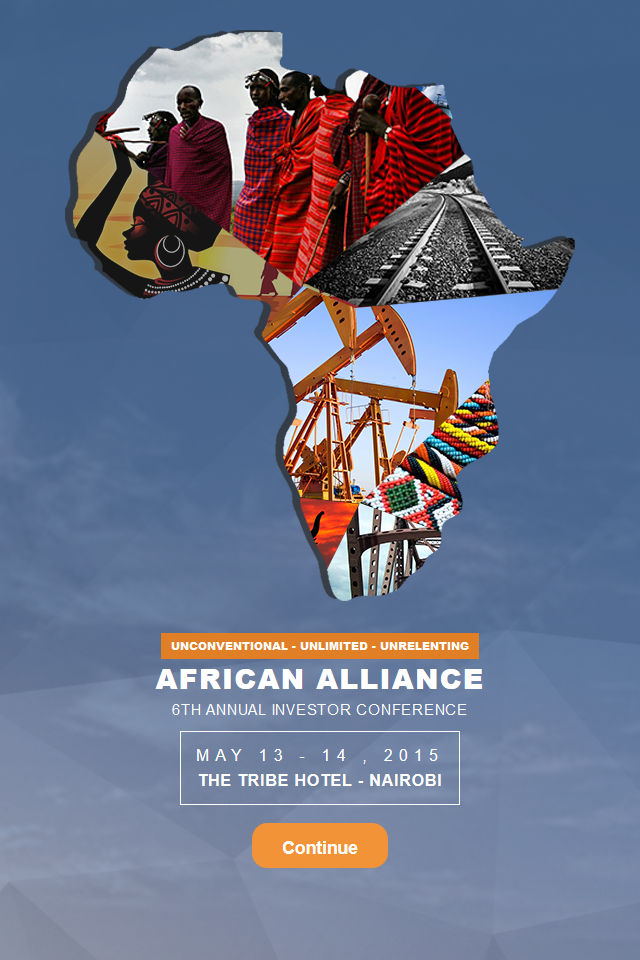 UNCONVENTIONAL - UNLIMITED - UNRELENTING
AFRICAN ALLIANCE
6TH ANNUAL INVESTOR CONFERENCE
MAY 13 - 14 , 2015
THE TRIBE HOTEL - NAIROBI
Continue